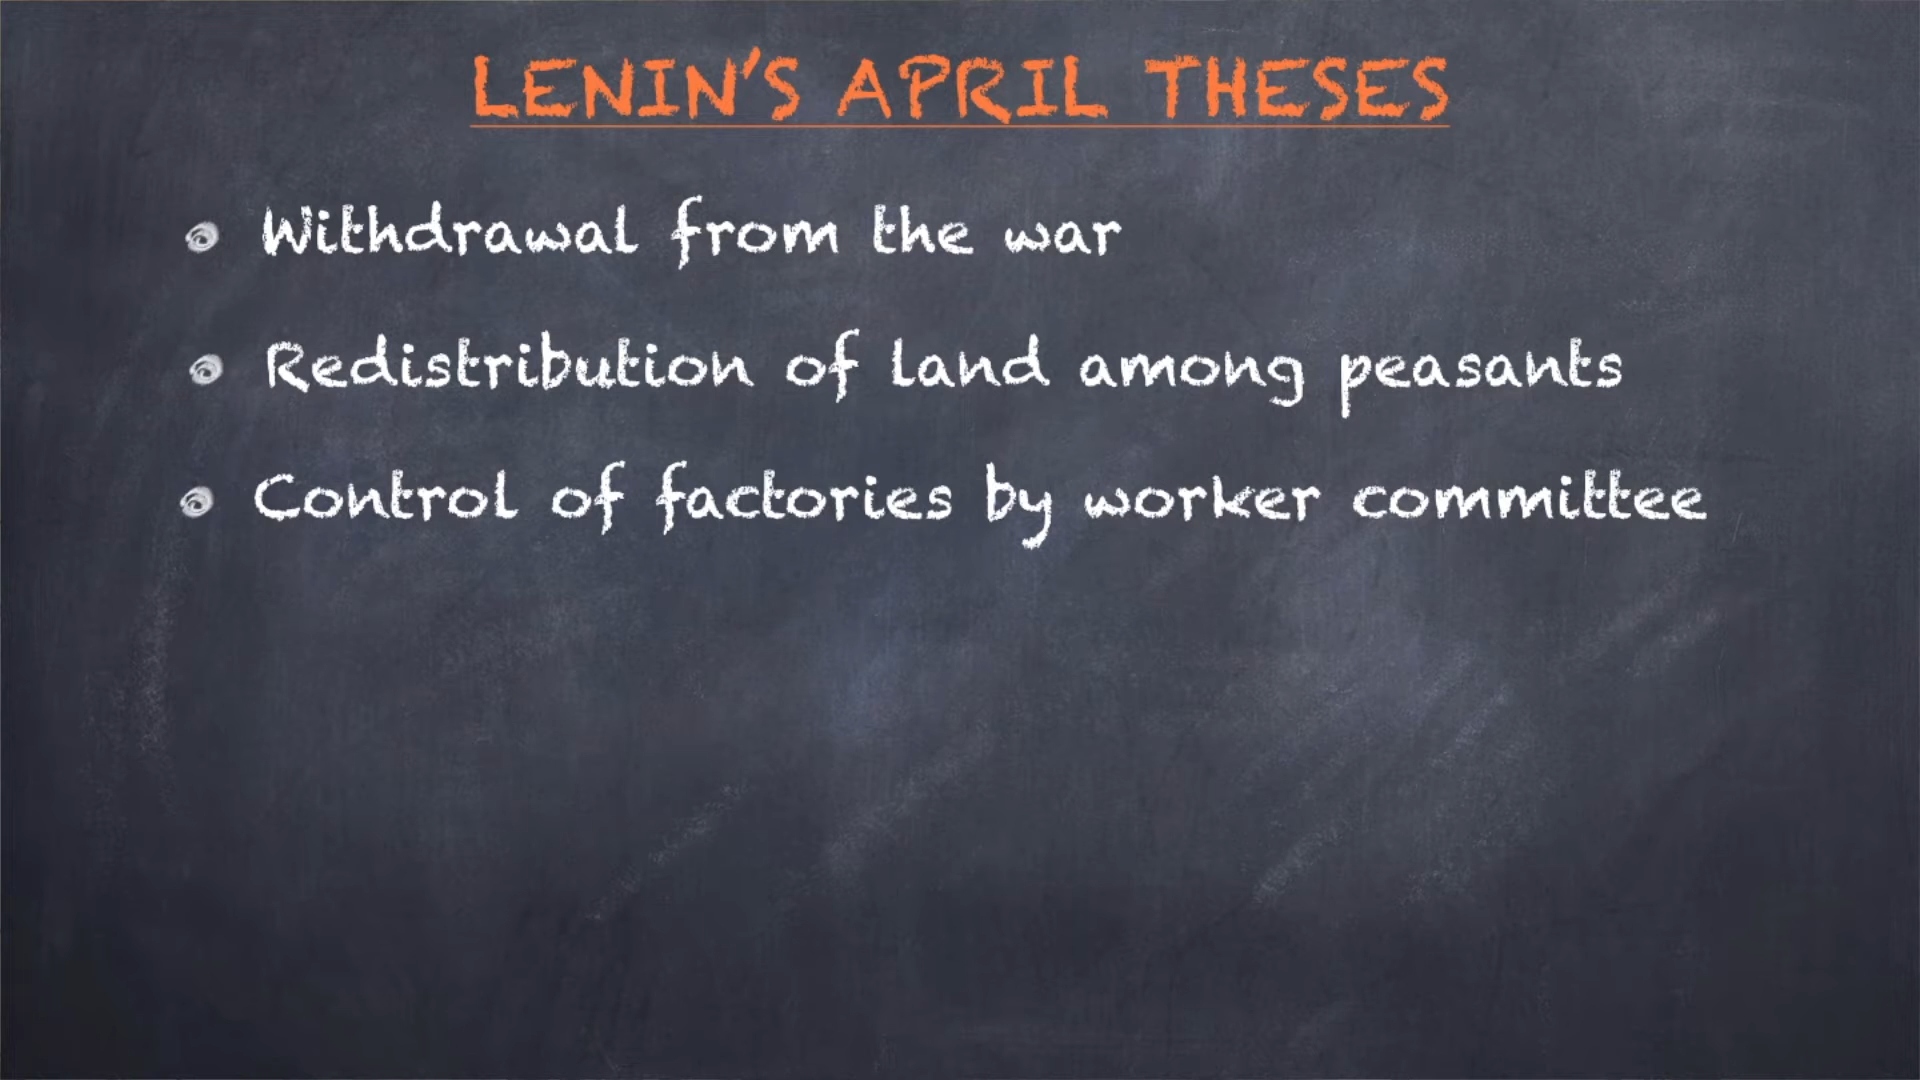 LENIN'S APRIL THESES
Withdrawal from the war
Redistribution of land among peasants
Control of factories by worker committee